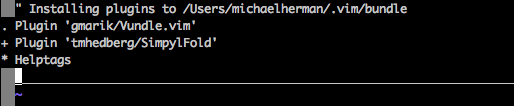 " Installing plugins to /Users/michaelherman/.vim/bundle
. Plugin 'gmarik/Vundle.vim'
+ Plugin 'tmhedberg/SimpylFold'
* Helptags
~